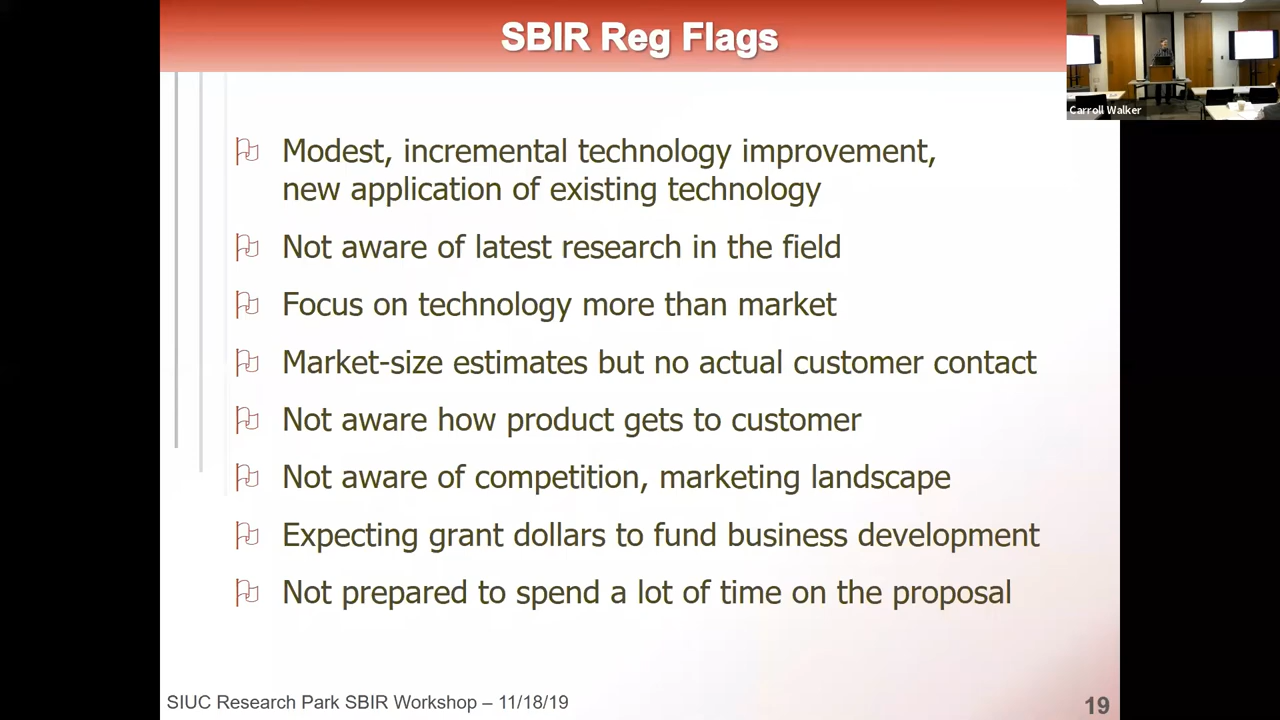 SBIR Reg Flags
Carroll Walker
Modest, incremental technology improvement,
new application of existing technology
Not aware of latest research in the field
Focus on technology more than market
Market-size estimates but no actual customer contact
Not aware how product gets to customer
Not aware of competition, marketing landscape
Expecting grant dollars to fund business development
Not prepared to spend a lot of time on the proposal
SIUC Research Park SBIR Workshop – 11/18/19
19